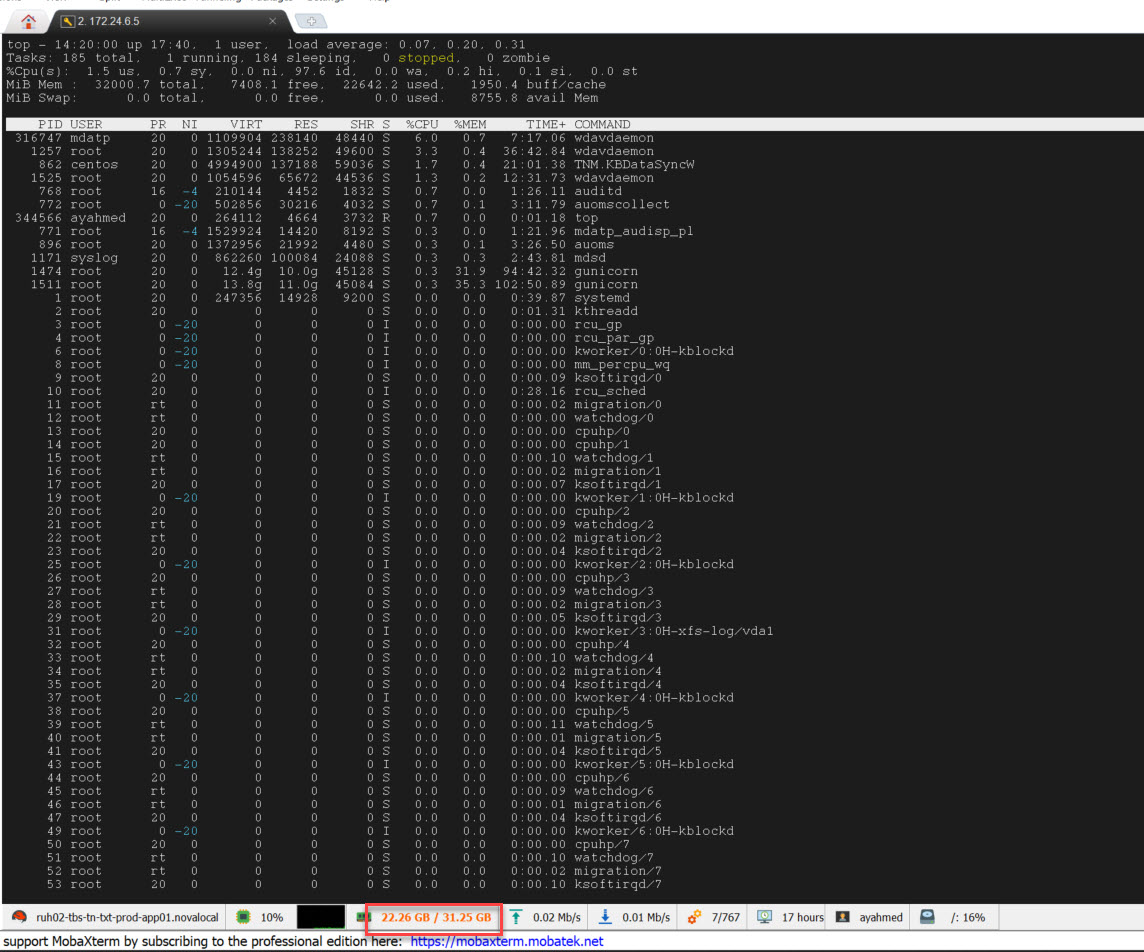 2. 172.24.6.5
top - 14:20:00 up 17:40,  1 user,  load average: 0.07, 0.20, 0.31
Tasks: 185 total,   1 running, 184 sleeping,   0 stopped,   0 zombie
%Cpu(s):  1.5 us,  0.7 sy,  0.0 ni, 97.6 id,  0.0 wa,  0.2 hi,  0.1 si,  0.0 st
MiB Mem :  32000.7 total,   7408.1 free,  22642.2 used,   1950.4 buff/cache
MiB Swap:      0.0 total,      0.0 free,      0.0 used.   8755.8 avail Mem
PID USER PR NI VIRT RES SHR S %CPU %MEM TIME+ COMMAND
316747 mdatp 20 0 1109904 238140 48440 S 6.0 0.7 7:17.06 wdavdaemon
1257 root 20 0 1305244 138252 49600 S 3.3 0.4 36:42.84 wdavdaemon
862 centos 20 0 4994900 137188 59036 S 1.7 0.4 21:01.38 TNM.KBDataSyncW
1525 root 20 0 1054596 65672 44536 S 1.3 0.2 12:31.73 wdavdaemon
768 root 16 -4 210144 4452 1832 S 0.7 0.0 1:26.11 auditd
772 root 0 -20 502856 30216 4032 S 0.7 0.1 3:11.79 auomscollect
344566 ayahmed 20 0 264112 4664 3732 R 0.7 0.0 0:01.18 top
771 root 16 -4 1529924 14420 8192 S 0.3 0.0 1:21.96 mdatp_audisp_pl
896 root 20 0 1372956 21992 4480 S 0.3 0.1 3:26.50 auoms
1171 syslog 20 0 862260 100084 24088 S 0.3 0.3 2:43.81 mdsd
1474 root 20 0 12.4g 10.0g 45128 S 0.3 31.9 94:42.32 gunicorn
1511 root 20 0 13.8g 11.0g 45084 S 0.3 35.3 102:50.89 gunicorn
1 root 20 0 247356 14928 9200 S 0.0 0.0 0:39.87 systemd
2 root 20 0 0 0 0 S 0.0 0.0 0:01.31 kthreadd
3 root 0 -20 0 0 0 I 0.0 0.0 0:00.00 rcu_gp
4 root 0 -20 0 0 0 I 0.0 0.0 0:00.00 rcu_par_gp
6 root 0 -20 0 0 0 I 0.0 0.0 0:00.00 kworker/0:0H-kblockd
8 root 0 -20 0 0 0 I 0.0 0.0 0:00.00 mm_percpu_wq
9 root 20 0 0 0 0 S 0.0 0.0 0:00.09 ksoftirqd/0
10 root 20 0 0 0 0 I 0.0 0.0 0:28.16 rcu_sched
11 root rt 0 0 0 0 S 0.0 0.0 0:00.02 migration/0
12 root rt 0 0 0 0 S 0.0 0.0 0:00.00 watchdog/0
13 root 20 0 0 0 0 S 0.0 0.0 0:00.00 cpuhp/0
14 root 20 0 0 0 0 S 0.0 0.0 0:00.00 cpuhp/1
15 root rt 0 0 0 0 S 0.0 0.0 0:00.10 watchdog/1
16 root rt 0 0 0 0 S 0.0 0.0 0:00.02 migration/1
17 root 20 0 0 0 0 S 0.0 0.0 0:00.07 ksoftirqd/1
19 root 0 -20 0 0 0 I 0.0 0.0 0:00.00 kworker/1:0H-kblockd
20 root 20 0 0 0 0 S 0.0 0.0 0:00.00 cpuhp/2
21 root rt 0 0 0 0 S 0.0 0.0 0:00.09 watchdog/2
22 root rt 0 0 0 0 S 0.0 0.0 0:00.02 migration/2
23 root 20 0 0 0 0 S 0.0 0.0 0:00.04 ksoftirqd/2
25 root 0 -20 0 0 0 I 0.0 0.0 0:00.00 kworker/2:0H-kblockd
26 root 20 0 0 0 0 S 0.0 0.0 0:00.00 cpuhp/3
27 root rt 0 0 0 0 S 0.0 0.0 0:00.09 watchdog/3
28 root rt 0 0 0 0 S 0.0 0.0 0:00.02 migration/3
29 root 20 0 0 0 0 S 0.0 0.0 0:00.05 ksoftirqd/3
31 root 0 -20 0 0 0 I 0.0 0.0 0:00.00 kworker/3:0H-xfs-log/vda1
32 root 20 0 0 0 0 S 0.0 0.0 0:00.00 cpuhp/4
33 root rt 0 0 0 0 S 0.0 0.0 0:00.10 watchdog/4
34 root rt 0 0 0 0 S 0.0 0.0 0:00.02 migration/4
35 root 20 0 0 0 0 S 0.0 0.0 0:00.04 ksoftirqd/4
37 root 0 -20 0 0 0 I 0.0 0.0 0:00.00 kworker/4:0H-kblockd
38 root 20 0 0 0 0 S 0.0 0.0 0:00.00 cpuhp/5
39 root rt 0 0 0 0 S 0.0 0.0 0:00.11 watchdog/5
40 root rt 0 0 0 0 S 0.0 0.0 0:00.01 migration/5
41 root 20 0 0 0 0 S 0.0 0.0 0:00.04 ksoftirqd/5
43 root 0 -20 0 0 0 I 0.0 0.0 0:00.00 kworker/5:0H-kblockd
44 root 20 0 0 0 0 S 0.0 0.0 0:00.00 cpuhp/6
45 root rt 0 0 0 0 S 0.0 0.0 0:00.09 watchdog/6
46 root rt 0 0 0 0 S 0.0 0.0 0:00.01 migration/6
47 root 20 0 0 0 0 S 0.0 0.0 0:00.04 ksoftirqd/6
49 root 0 -20 0 0 0 I 0.0 0.0 0:00.00 kworker/6:0H-kblockd
50 root 20 0 0 0 0 S 0.0 0.0 0:00.00 cpuhp/7
51 root rt 0 0 0 0 S 0.0 0.0 0:00.10 watchdog/7
52 root rt 0 0 0 0 S 0.0 0.0 0:00.02 migration/7
53 root 20 0 0 0 0 S 0.0 0.0 0:00.10 ksoftirqd/7
ruh02-tbs-tn-txt-prod-app01.novalocal 10% 22.26 GB / 31.25 GB 0.02 Mb/s 0.01 Mb/s 7/767 17 hours ayahmed /: 16%
support MobaXterm by subscribing to the professional edition here: https://mobaxterm.mobatek.net